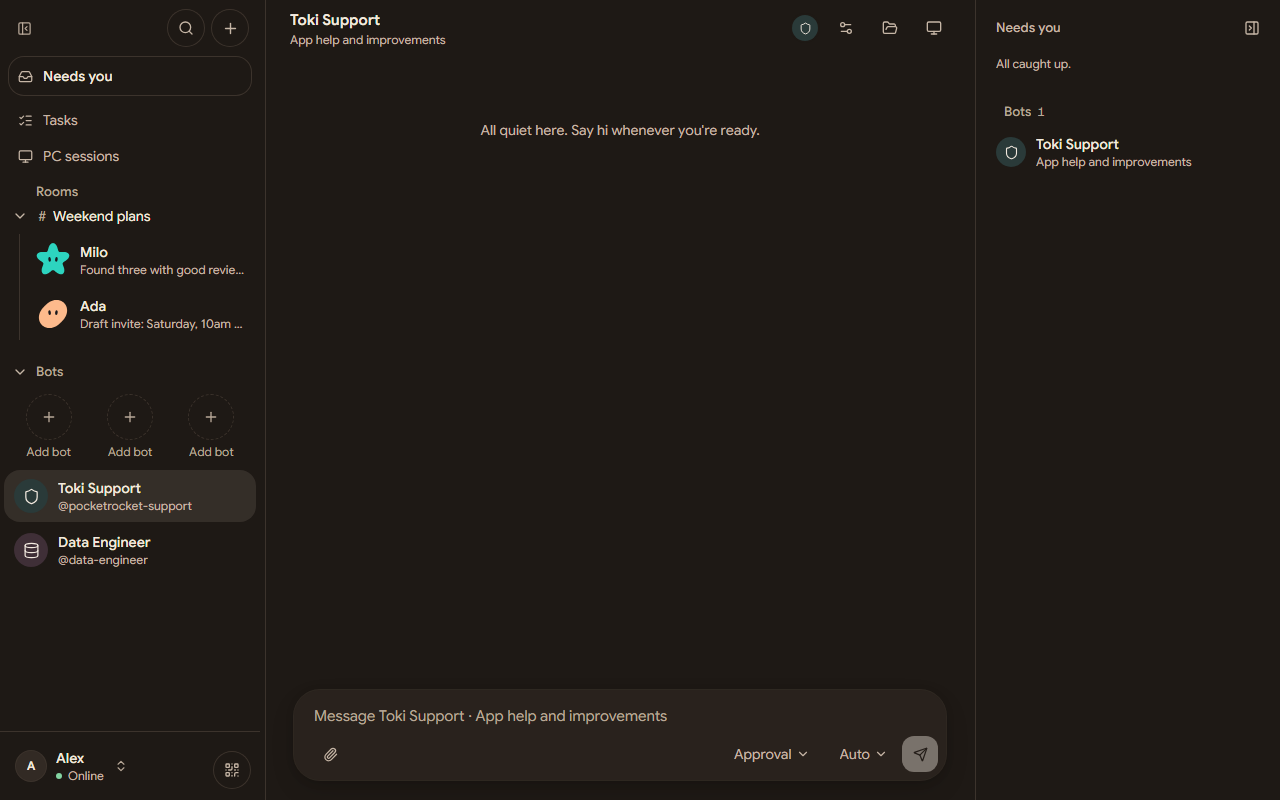 Needs you
Tasks
PC sessions
Rooms
# Weekend plans
Milo
Found three with good revie...
Ada
Draft invite: Saturday, 10am ...
Bots
Add bot
Add bot
Add bot
Toki Support
@pocketrocket-support
Data Engineer
@data-engineer
A
Alex
Online
Toki Support
App help and improvements
All quiet here. Say hi whenever you're ready.
Message Toki Support · App help and improvements
Approval
Auto
Needs you
All caught up.
Bots 1
Toki Support
App help and improvements